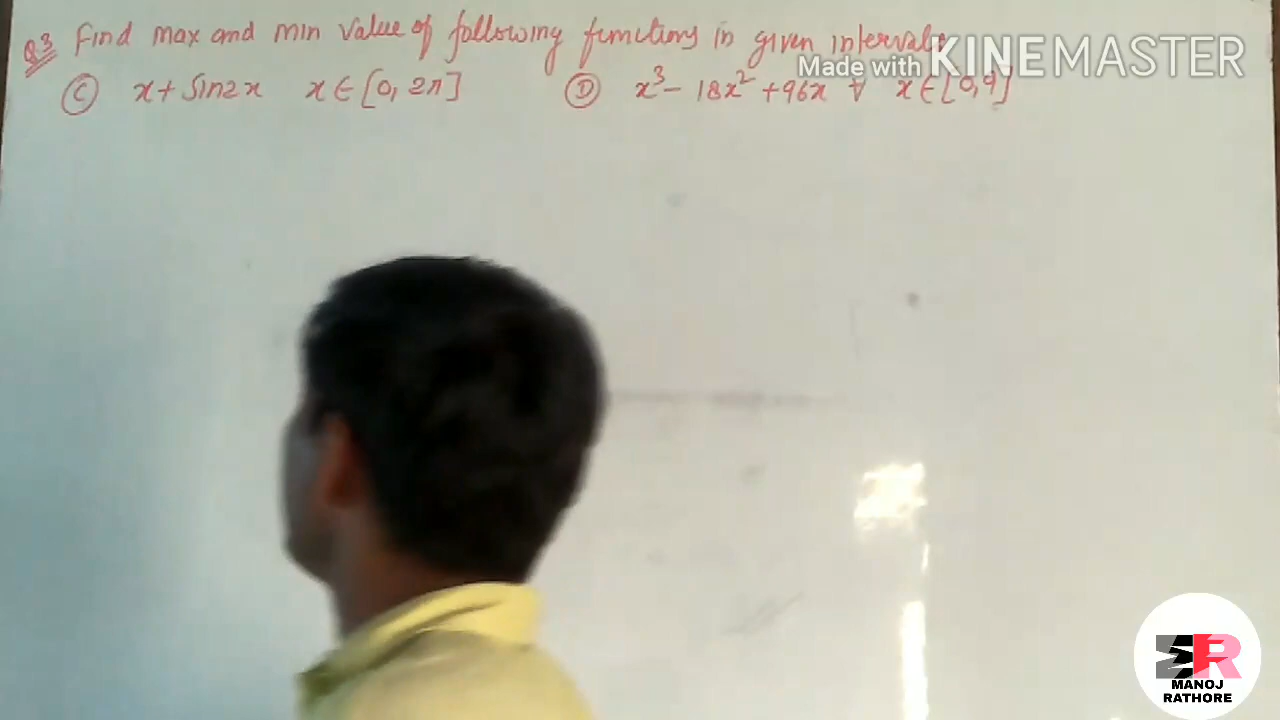 Q3 Find max and min value of following functions in given intervals
Made with KINEMASTER
Ⓒ x + Sin2x x ∈ [0, 2π] Ⓓ x³ - 18x² + 96x ∀ x ∈ [0, 9]
MANOJ
RATHORE